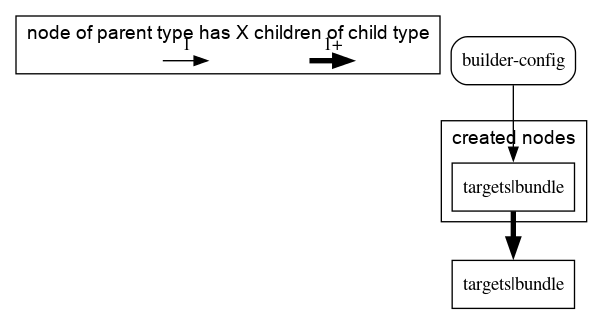 node of parent type has X children of child type
1
1+
builder-config
created nodes
targets|bundle
targets|bundle